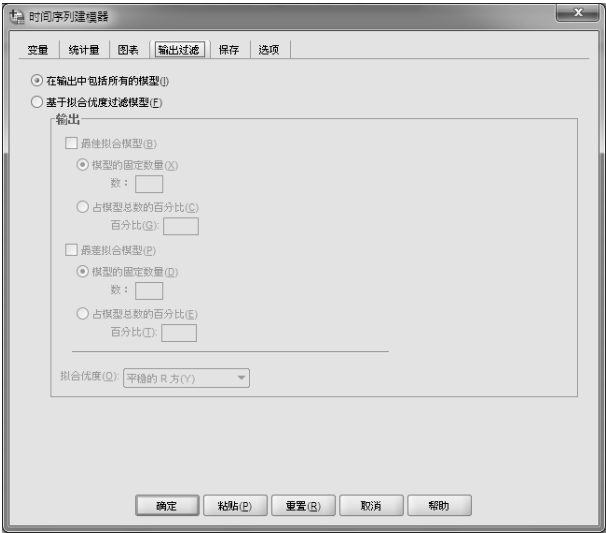 时间序列建模器
变量 统计量 图表 输出过滤 保存 选项
在输出中包括所有的模型(I)
基于拟合优度过滤模型(F)
输出
最佳拟合模型(B)
模型的固定数量(X)
数：
占模型总数的百分比(C)
百分比(G):
最差拟合模型(P)
模型的固定数量(D)
数：
占模型总数的百分比(E)
百分比(T):
拟合优度(O): 平稳的 R 方(Y)
确定 粘贴(P) 重置(R) 取消 帮助